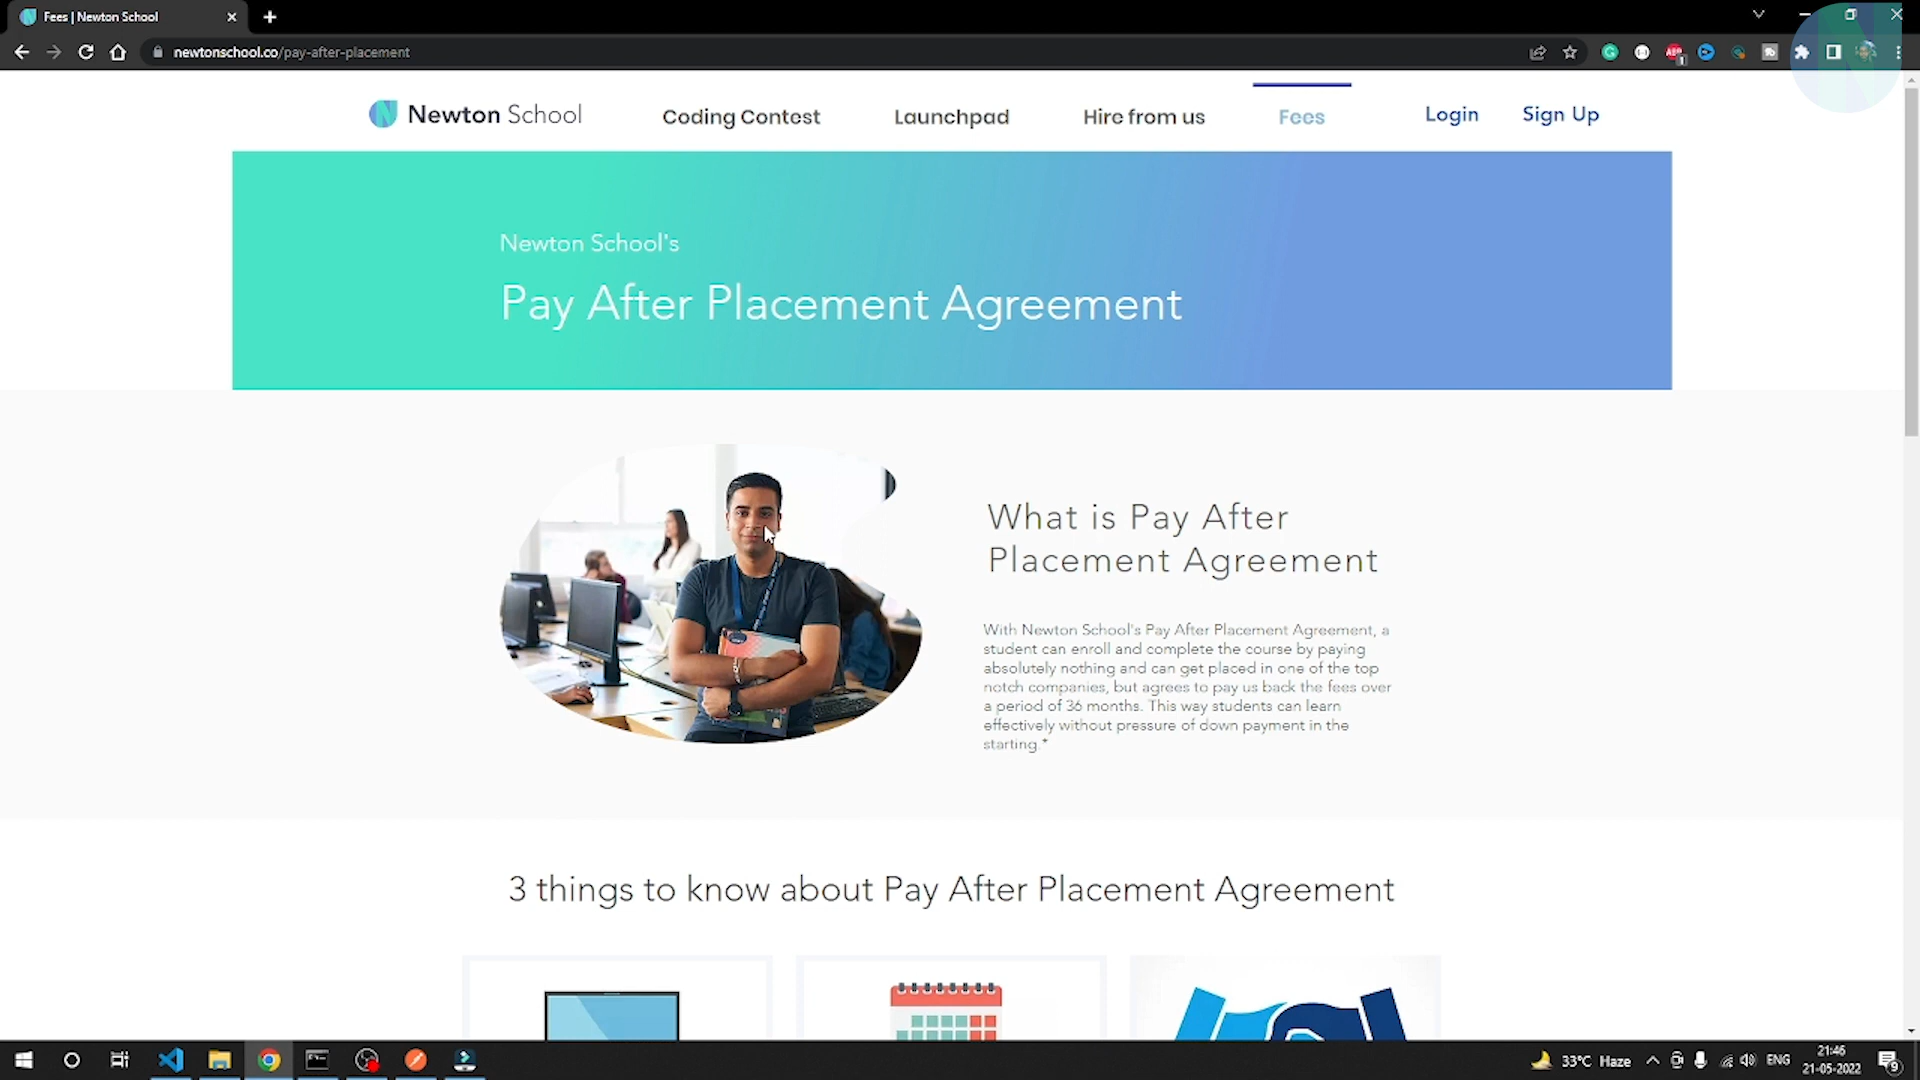 Fees | Newton School
newtonschool.co/pay-after-placement
Newton School
Coding Contest
Launchpad
Hire from us
Fees
Login
Sign Up
Newton School's
Pay After Placement Agreement
What is Pay After
Placement Agreement
With Newton School's Pay After Placement Agreement, a
student can enroll and complete the course by paying
absolutely nothing and can get placed in one of the top
notch companies, but agrees to pay us back the fees over
a period of 36 months. This way students can learn
effectively without pressure of down payment in the
starting.*
3 things to know about Pay After Placement Agreement
33°C Haze
ENG
21:46
21-05-2022
9